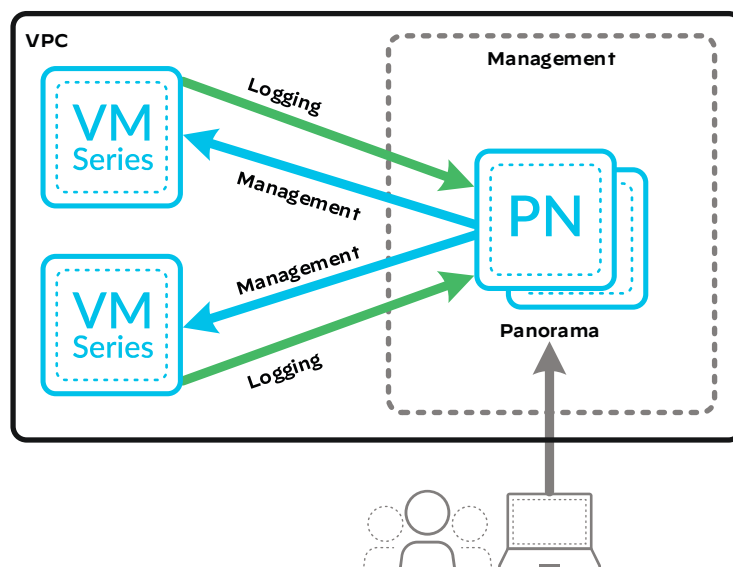 VPC
Management
VM
Series
Logging
Management
PN
Management
VM
Series
Logging
Panorama